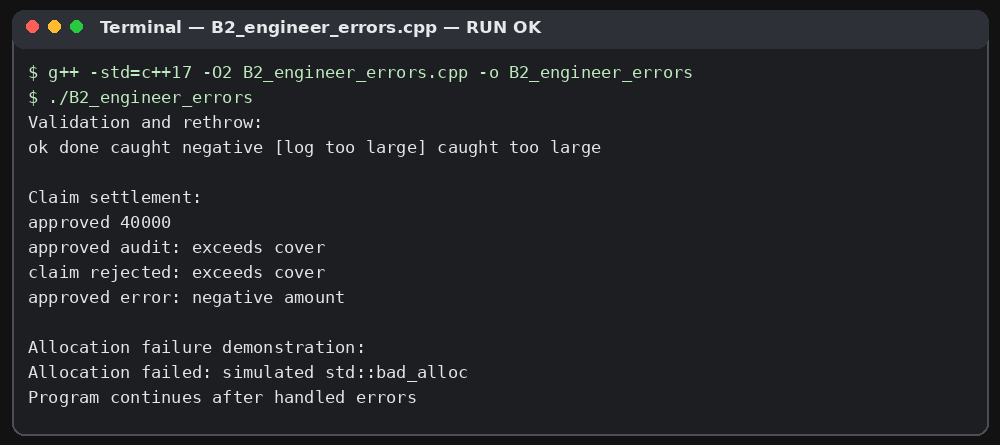 Terminal — B2_engineer_errors.cpp — RUN OK
$ g++ -std=c++17 -O2 B2_engineer_errors.cpp -o B2_engineer_errors
$ ./B2_engineer_errors
Validation and rethrow:
ok done caught negative [log too large] caught too large
Claim settlement:
approved 40000
approved audit: exceeds cover
claim rejected: exceeds cover
approved error: negative amount
Allocation failure demonstration:
Allocation failed: simulated std::bad_alloc
Program continues after handled errors